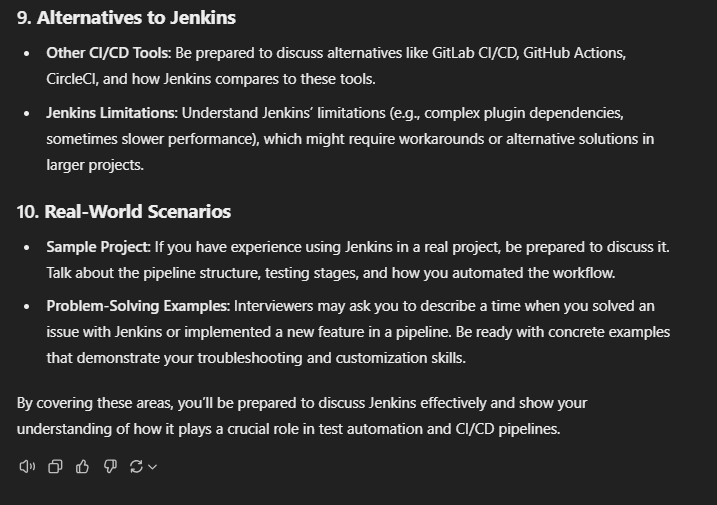 9. Alternatives to Jenkins
• Other CI/CD Tools: Be prepared to discuss alternatives like GitLab CI/CD, GitHub Actions,
CircleCI, and how Jenkins compares to these tools.
• Jenkins Limitations: Understand Jenkins’ limitations (e.g., complex plugin dependencies,
sometimes slower performance), which might require workarounds or alternative solutions in
larger projects.
10. Real-World Scenarios
• Sample Project: If you have experience using Jenkins in a real project, be prepared to discuss it.
Talk about the pipeline structure, testing stages, and how you automated the workflow.
• Problem-Solving Examples: Interviewers may ask you to describe a time when you solved an
issue with Jenkins or implemented a new feature in a pipeline. Be ready with concrete examples
that demonstrate your troubleshooting and customization skills.
By covering these areas, you’ll be prepared to discuss Jenkins effectively and show your
understanding of how it plays a crucial role in test automation and CI/CD pipelines.